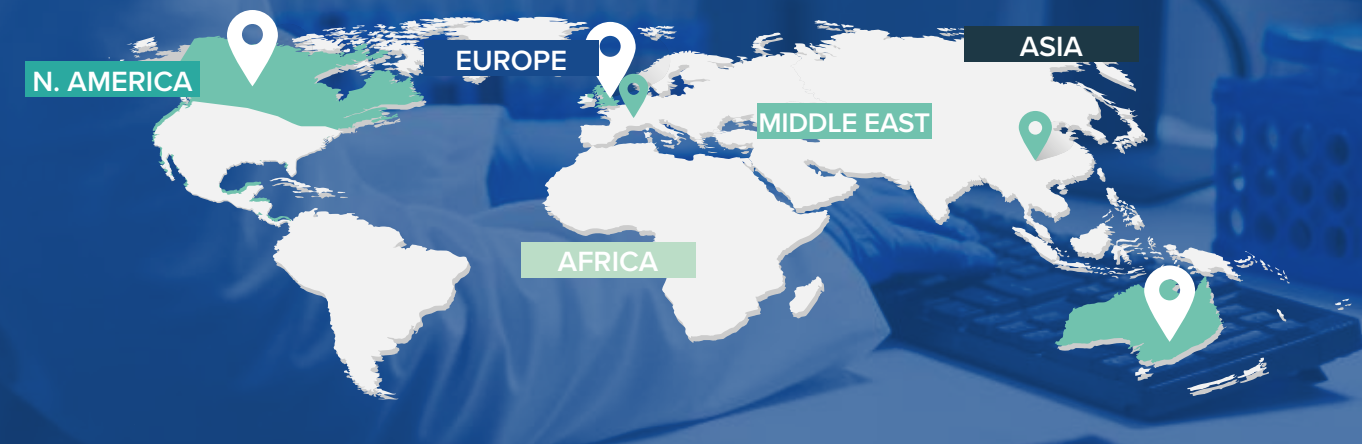 N. AMERICA
EUROPE
ASIA
MIDDLE EAST
AFRICA